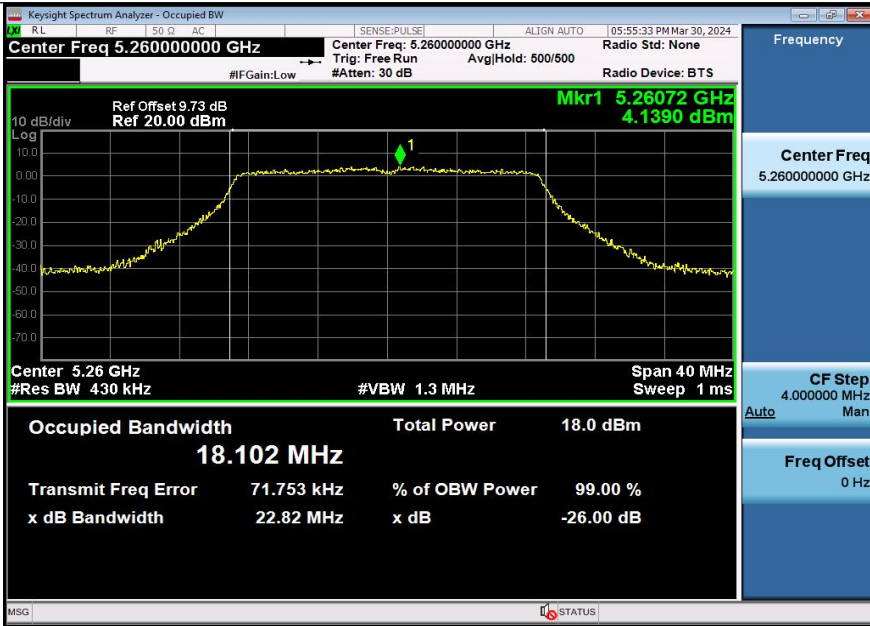 Keysight Spectrum Analyzer - Occupied BW
LXI RL RF 50 Ω AC SENSE:PULSE ALIGN AUTO 05:55:33 PM Mar 30, 2024
Center Freq 5.260000000 GHz
Center Freq: 5.260000000 GHz
Radio Std: None
Trig: Free Run Avg|Hold: 500/500
#IFGain:Low
#Atten: 30 dB
Radio Device: BTS
Ref Offset 9.73 dB
10 dB/div Ref 20.00 dBm
Mkr1 5.26072 GHz
4.1390 dBm
Log
10.0
0.00
-10.0
-20.0
-30.0
-40.0
-50.0
-60.0
-70.0
1
Center 5.26 GHz
Span 40 MHz
#Res BW 430 kHz
#VBW 1.3 MHz
Sweep 1 ms
Occupied Bandwidth
18.102 MHz
Total Power 18.0 dBm
Transmit Freq Error 71.753 kHz
% of OBW Power 99.00 %
x dB Bandwidth 22.82 MHz
x dB -26.00 dB
MSG
STATUS
Frequency
Center Freq
5.260000000 GHz
CF Step
4.000000 MHz
Auto Man
Freq Offset
0 Hz